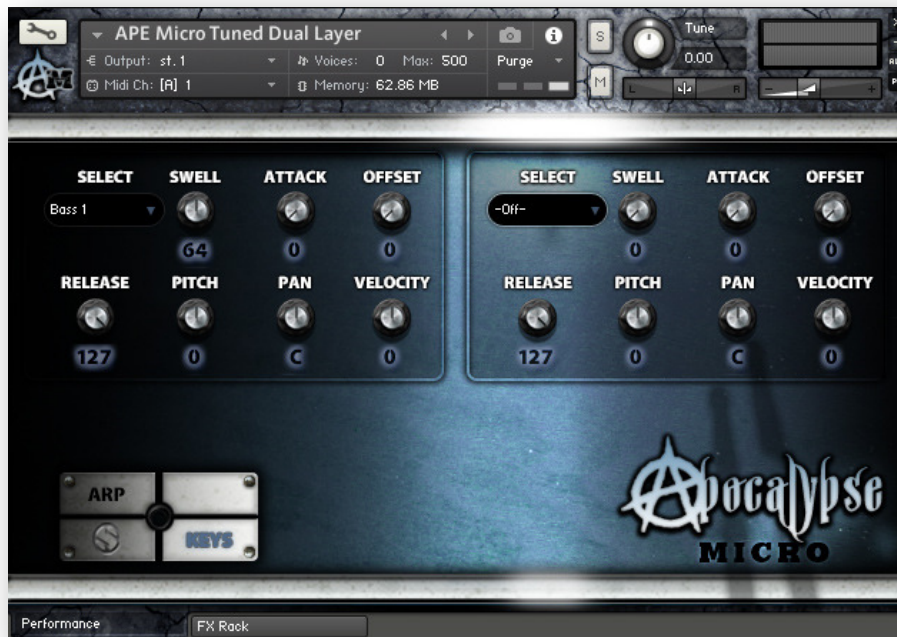 APE Micro Tuned Dual Layer
Output: st. 1
Voices: 0 Max: 500
Purge
Midi Ch: [A] 1
Memory: 62.86 MB
S
M
Tune
0.00
L R
- +
AM
SELECT SWELL ATTACK OFFSET
Bass 1
64 0 0
RELEASE PITCH PAN VELOCITY
127 0 C 0
SELECT SWELL ATTACK OFFSET
-Off-
0 0 0
RELEASE PITCH PAN VELOCITY
127 0 C 0
ARP
S
KEYS
Apocalypse
MICRO
Performance
FX Rack